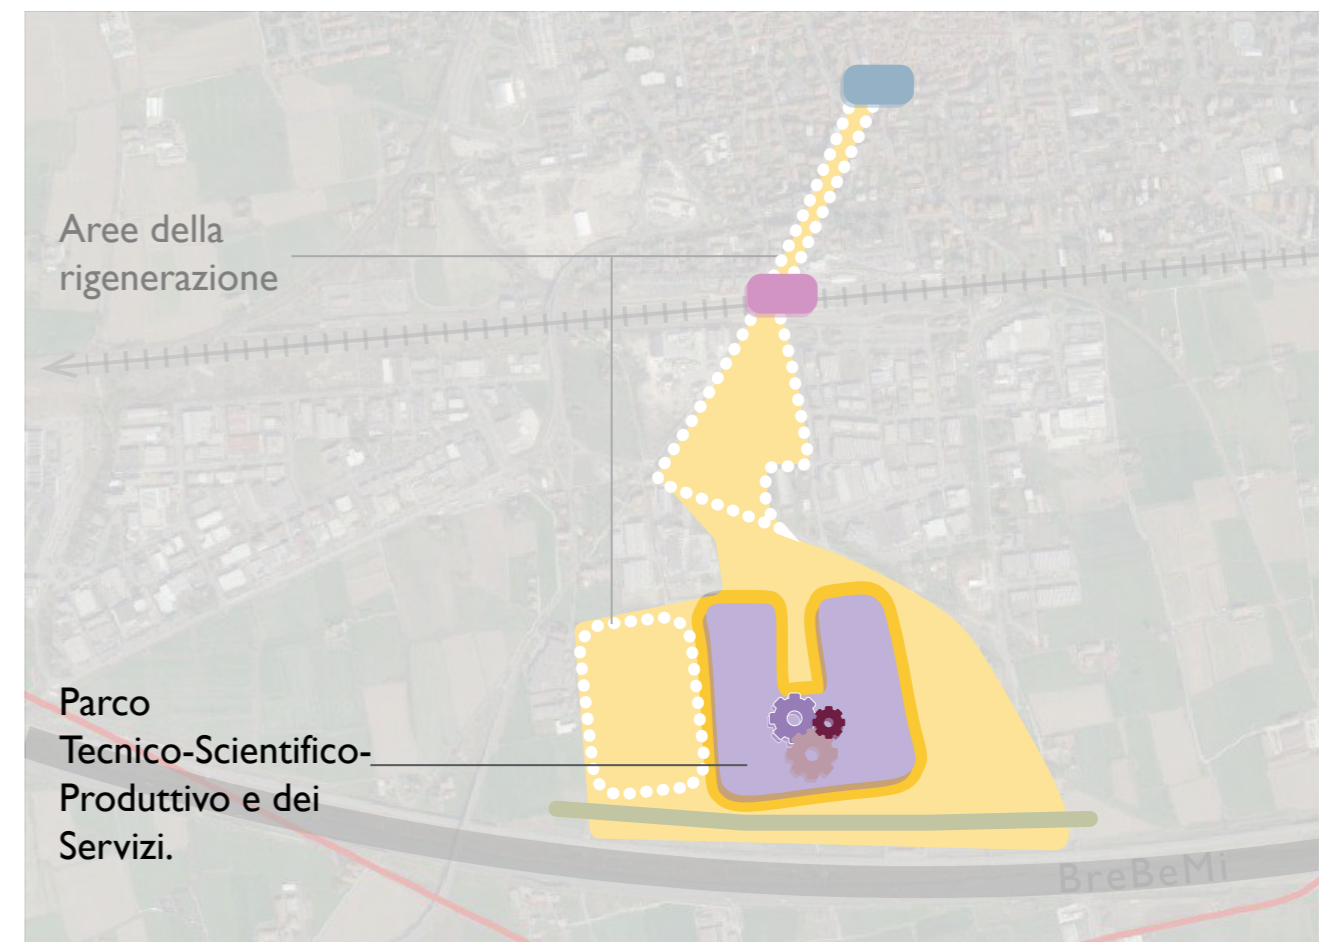 Aree della
rigenerazione
Parco
Tecnico-Scientifico-
Produttivo e dei
Servizi.
BreBeMi